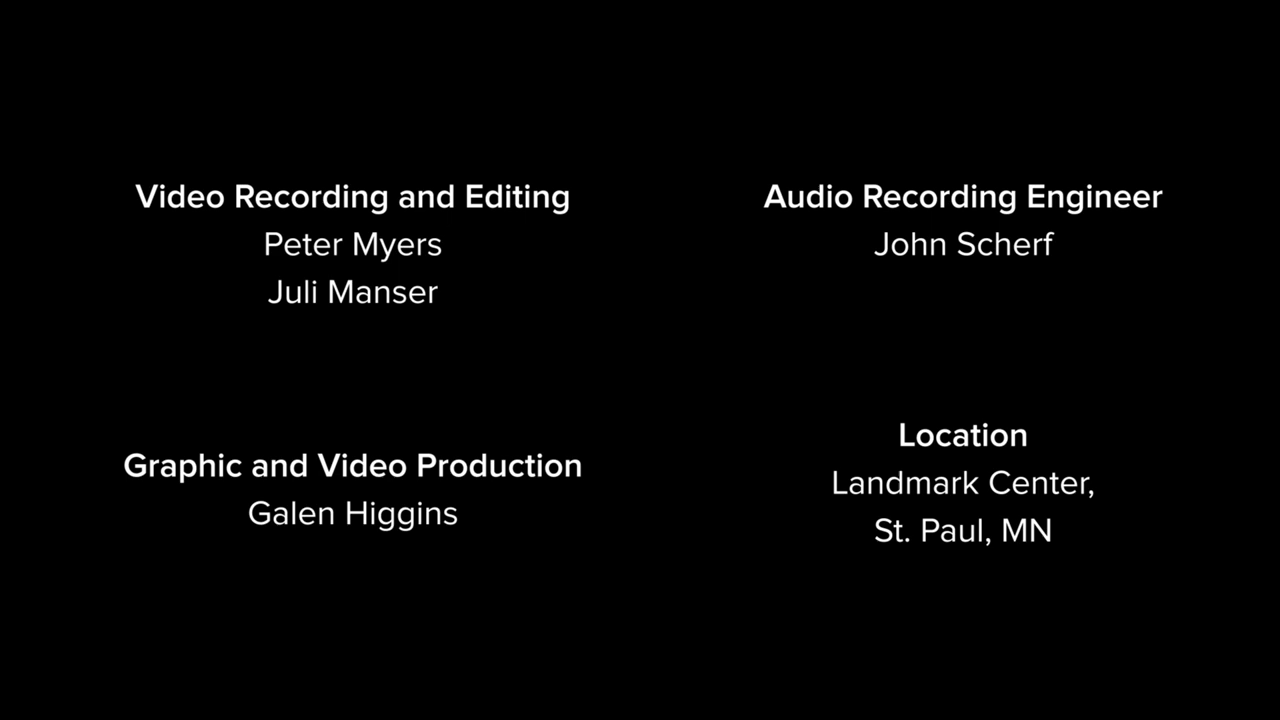 Video Recording and Editing
Peter Myers
Juli Manser
Audio Recording Engineer
John Scherf
Graphic and Video Production
Galen Higgins
Location
Landmark Center,
St. Paul, MN